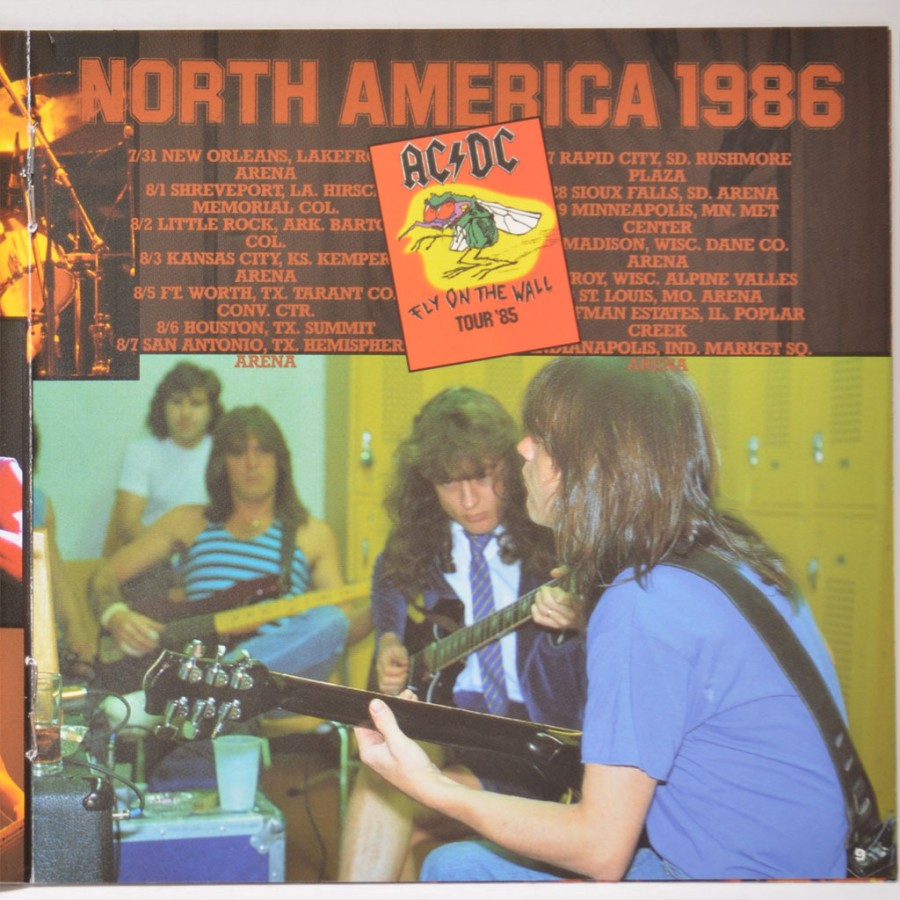 NORTH AMERICA 1986
7/31 NEW ORLEANS, LAKEFRO
ARENA
8/1 SHREVEPORT, LA. HIRSC
MEMORIAL COL.
8/2 LITTLE ROCK, ARK. BARTO
COL.
8/3 KANSAS CITY, KS. KEMPER
ARENA
8/5 FT. WORTH, TX. TARANT CO.
CONV. CTR.
8/6 HOUSTON, TX. SUMMIT
8/7 SAN ANTONIO, TX. HEMISPHER
ARENA
AC DC
FLY ON THE WALL
TOUR '85
7 RAPID CITY, SD. RUSHMORE
PLAZA
28 SIOUX FALLS, SD. ARENA
9 MINNEAPOLIS, MN. MET
CENTER
MADISON, WISC. DANE CO.
ARENA
ROY, WISC. ALPINE VALLES
ST. LOUIS, MO. ARENA
FMAN ESTATES, IL. POPLAR
CREEK
INDIANAPOLIS, IND. MARKET SQ.
ARENA